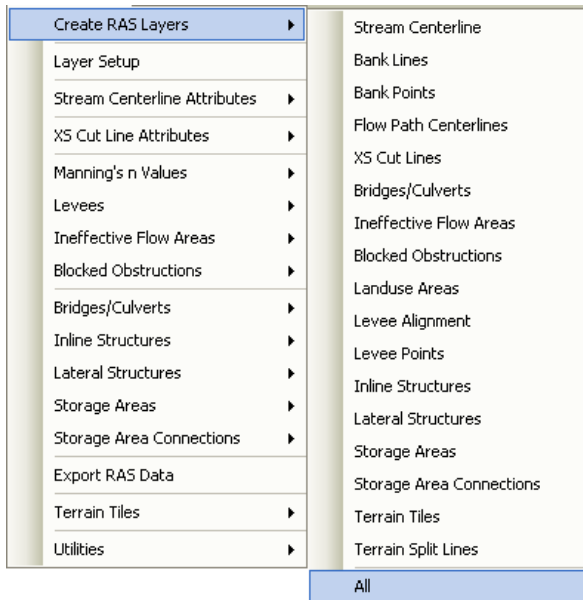 Create RAS Layers
Layer Setup
Stream Centerline Attributes
XS Cut Line Attributes
Manning's n Values
Levees
Ineffective Flow Areas
Blocked Obstructions
Bridges/Culverts
Inline Structures
Lateral Structures
Storage Areas
Storage Area Connections
Export RAS Data
Terrain Tiles
Utilities
Stream Centerline
Bank Lines
Bank Points
Flow Path Centerlines
XS Cut Lines
Bridges/Culverts
Ineffective Flow Areas
Blocked Obstructions
Landuse Areas
Levee Alignment
Levee Points
Inline Structures
Lateral Structures
Storage Areas
Storage Area Connections
Terrain Tiles
Terrain Split Lines
All